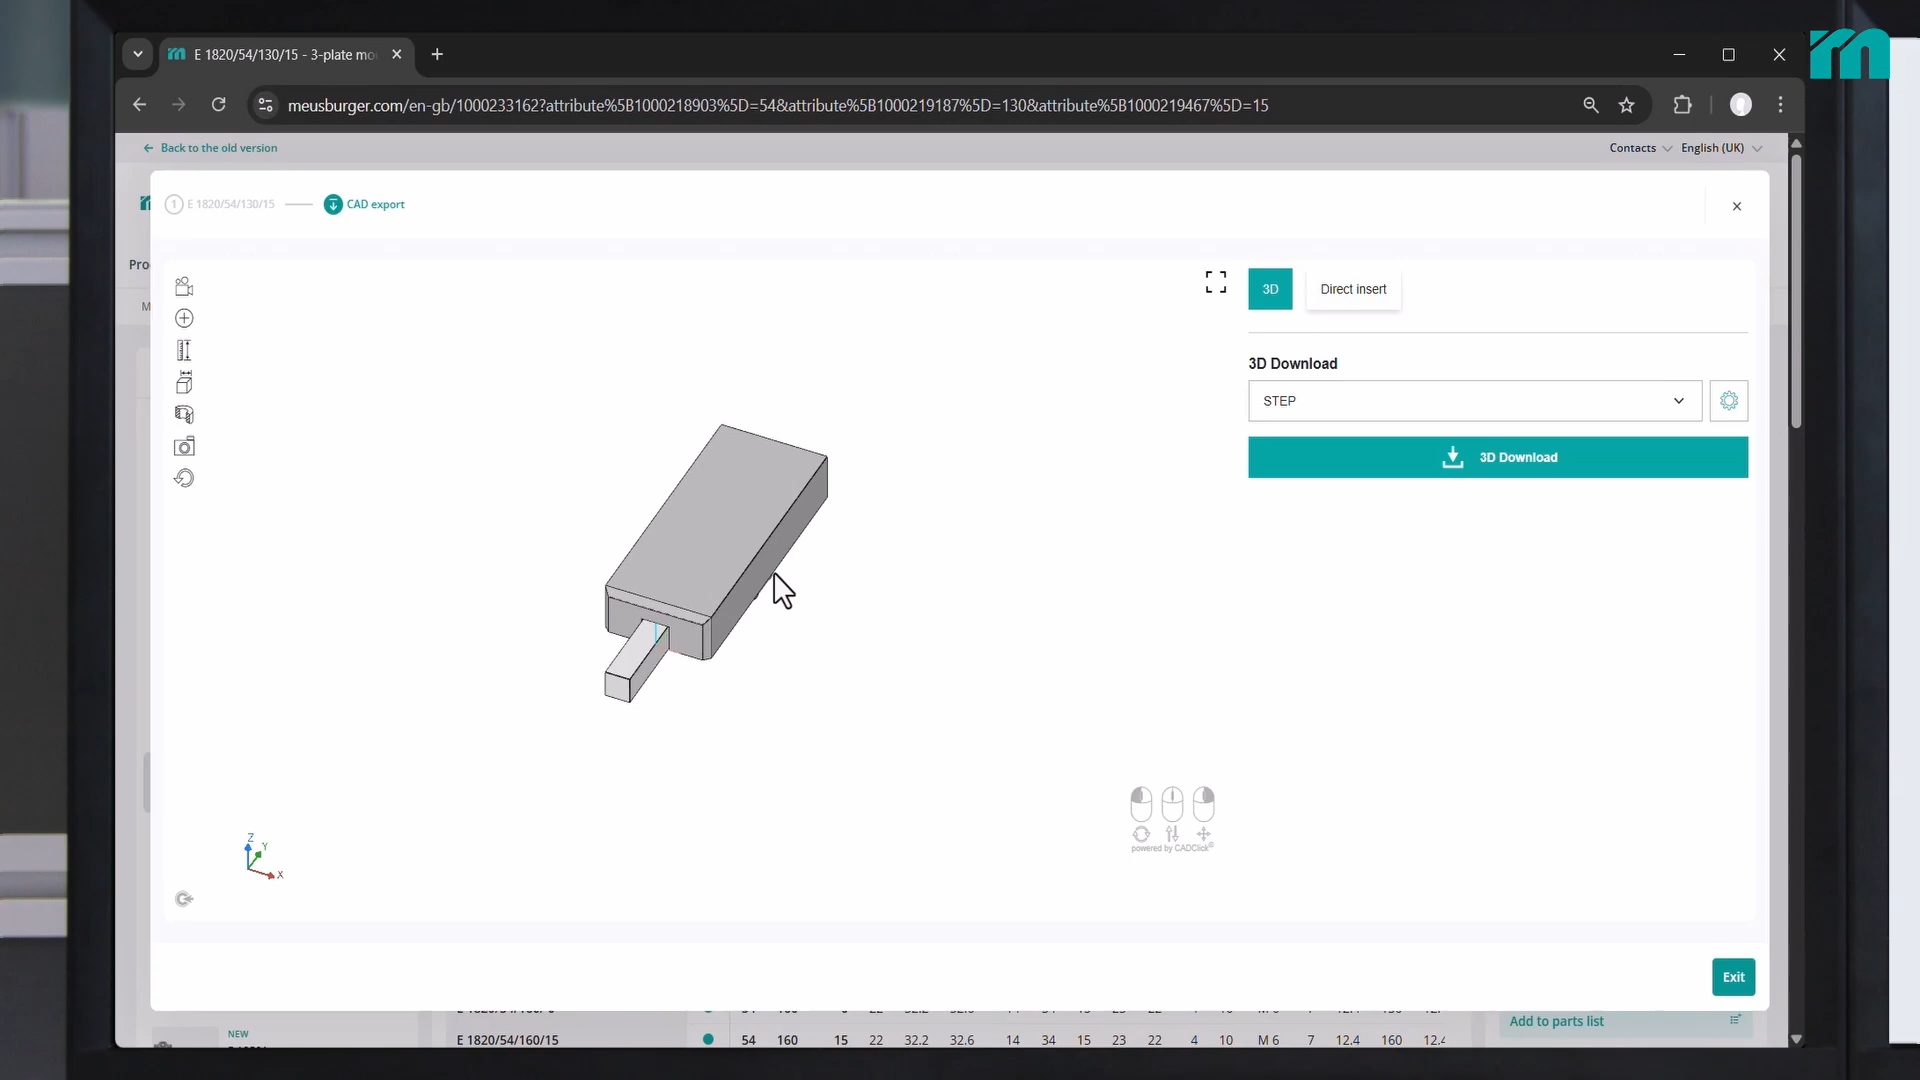 E 1820/54/130/15 - 3-plate mo
meusburger.com/en-gb/1000233162?attribute%5B1000218903%5D=54&attribute%5B1000219187%5D=130&attribute%5B1000219467%5D=15
Back to the old version
Contacts
English (UK)
1 E 1820/54/130/15
CAD export
Pro
M
3D
Direct insert
3D Download
STEP
3D Download
Z
Y
X
powered by CADClick®
Exit
NEW
Add to parts list
E 1820/54/160/15 54 160 15 22 32.2 32.6 14 34 15 23 22 4 10 M 6 7 12.4 160 12.4